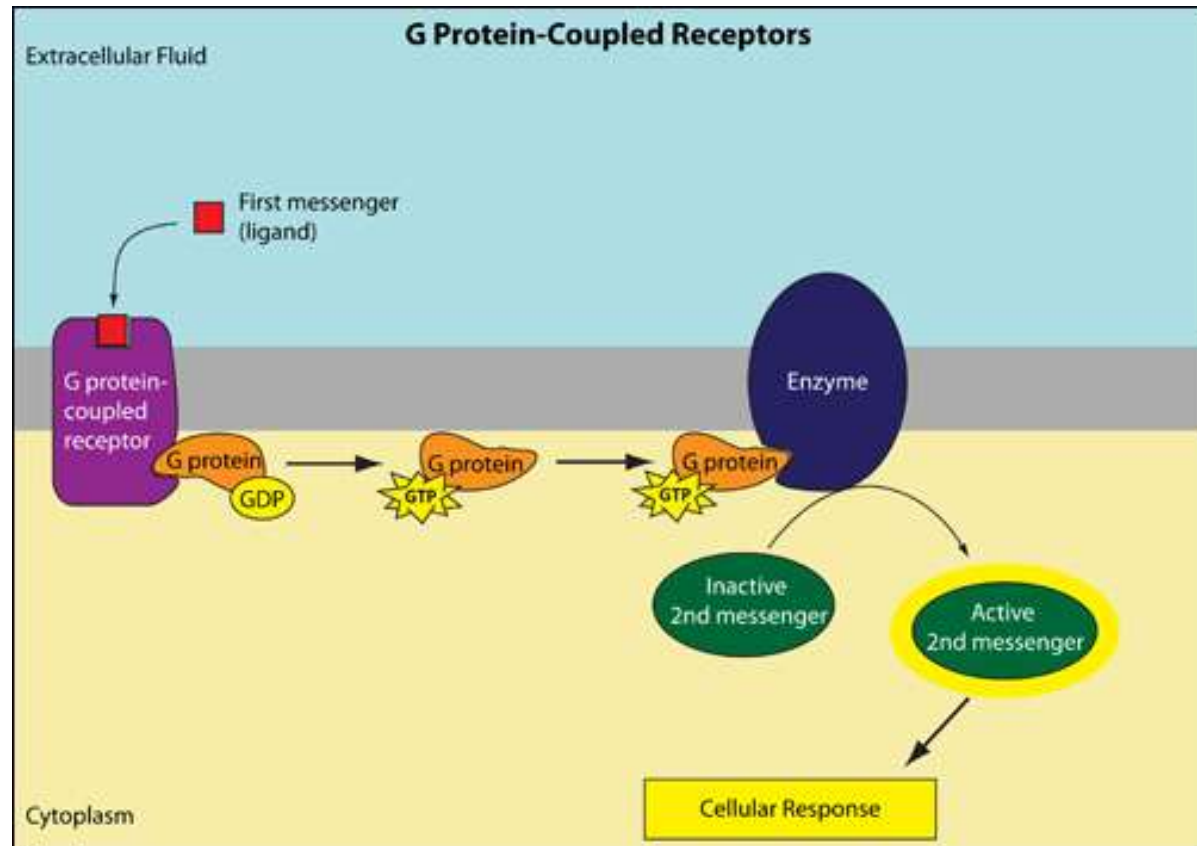 G Protein-Coupled Receptors
Extracellular Fluid
First messenger
(ligand)
G protein-
coupled
receptor
Enzyme
G protein
GDP
G protein
GTP
G protein
GTP
Inactive
2nd messenger
Active
2nd messenger
Cellular Response
Cytoplasm